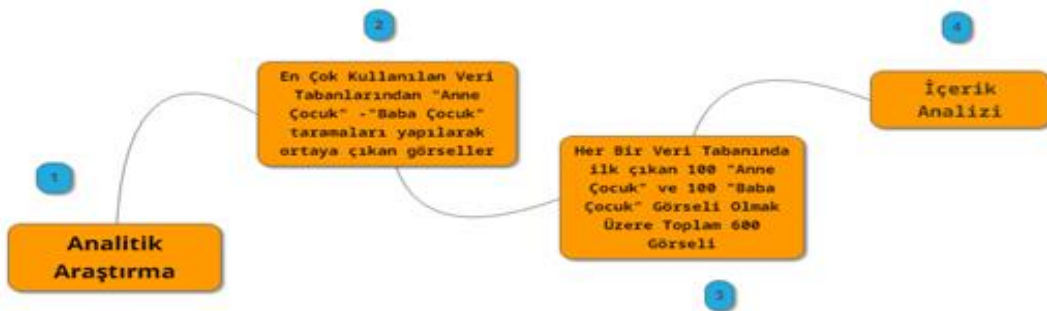 1
Analitik
Araştırma
2
En Çok Kullanılan Veri
Tabanlarından "Anne
Çocuk" -"Baba Çocuk"
taramaları yapılarak
ortaya çıkan görseller
Her Bir Veri Tabanında
ilk çıkan 100 "Anne
Çocuk" ve 100 "Baba
Çocuk" Görseli Olmak
Üzere Toplam 600
Görseli
3
4
İçerik
Analizi